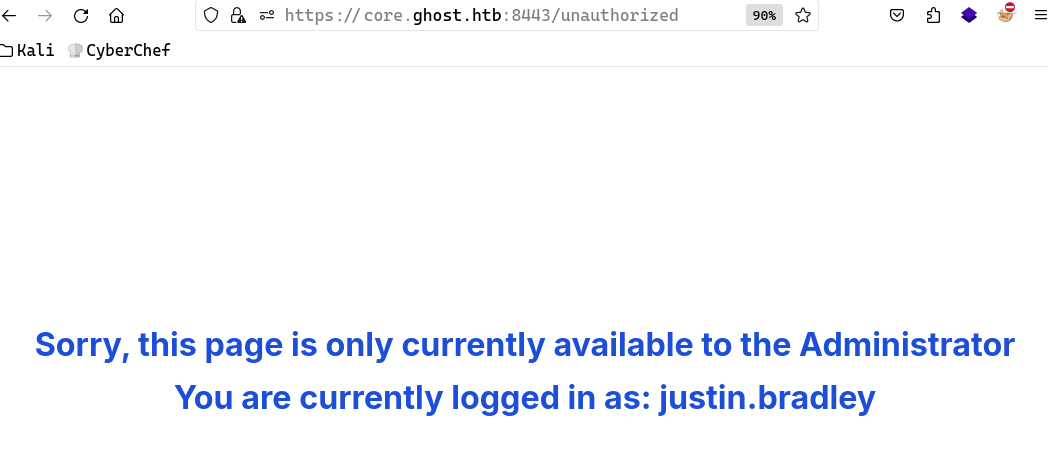 https://core.ghost.htb:8443/unauthorized
90%
Kali
CyberChef
Sorry, this page is only currently available to the Administrator
You are currently logged in as: justin.bradley